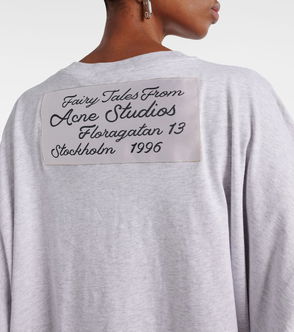 Fairy Tales From
Acne Studios
Floragatan 13
Stockholm 1996